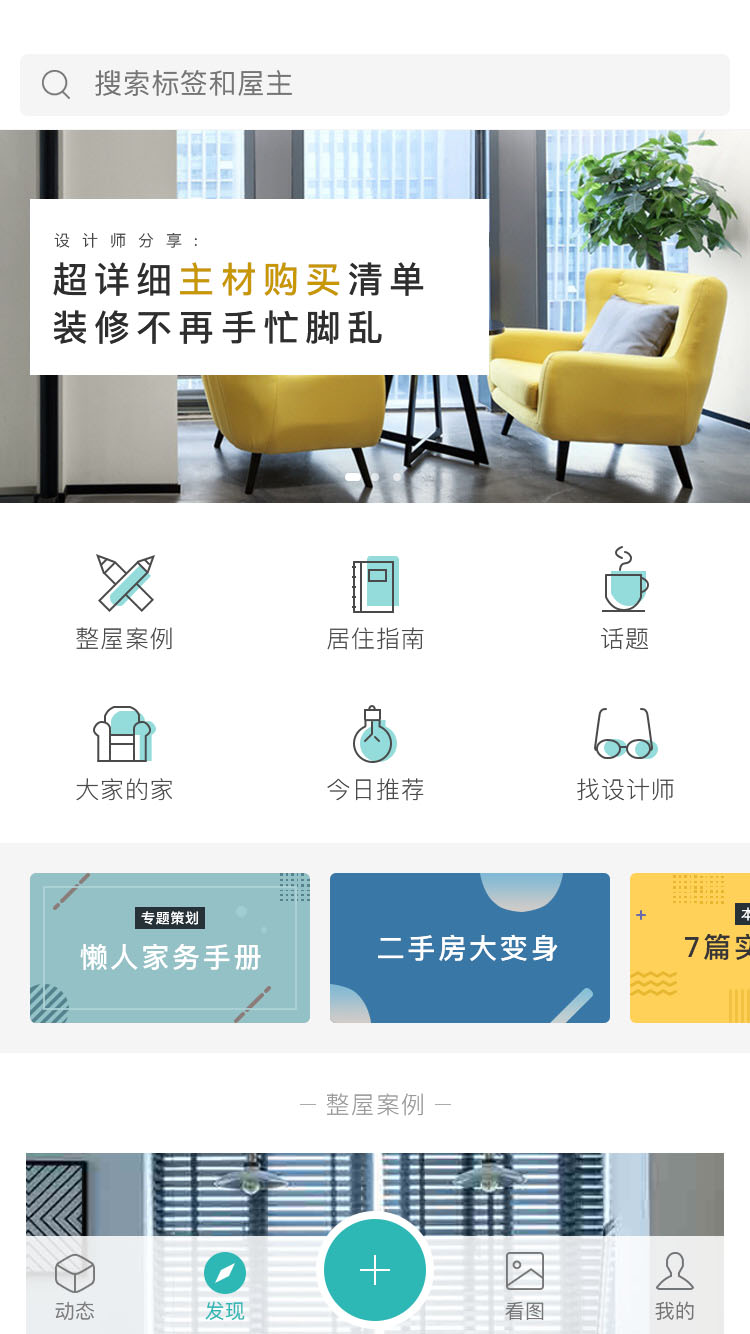 搜索标签和屋主
设计师分享：
超详细主材购买清单
装修不再手忙脚乱
整屋案例
居住指南
话题
大家的家
今日推荐
找设计师
专题策划
懒人家务手册
二手房大变身
7篇实
整屋案例
动态
发现
看图
我的